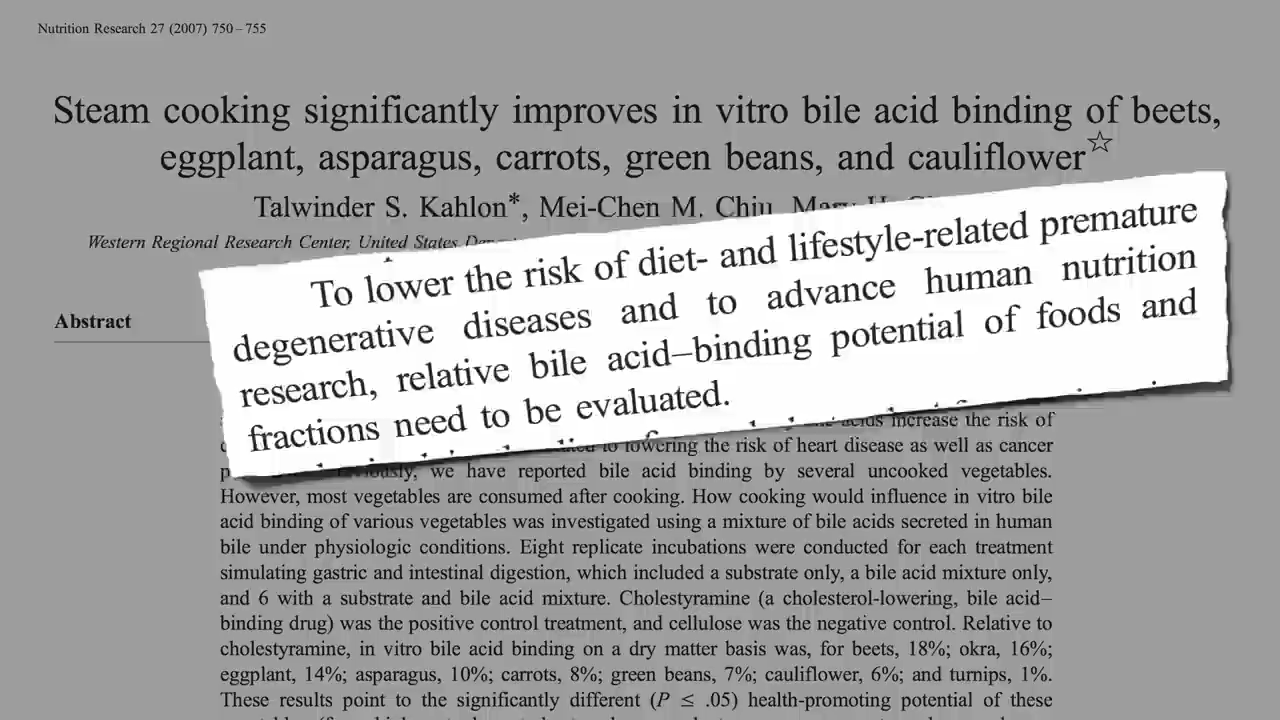 Nutrition Research 27 (2007) 750–755
Steam cooking significantly improves in vitro bile acid binding of beets,
eggplant, asparagus, carrots, green beans, and cauliflower☆
Talwinder S. Kahlon*, Mei-Chen M. Chiu, Mary H.
Western Regional Research Center, United States
To lower the risk of diet- and lifestyle-related premature
degenerative diseases and to advance human nutrition
research, relative bile acid–binding potential of foods and
fractions need to be evaluated.
Abstract
acids increase the risk of
to lowering the risk of heart disease as well as cancer
we have reported bile acid binding by several uncooked vegetables.
However, most vegetables are consumed after cooking. How cooking would influence in vitro bile
acid binding of various vegetables was investigated using a mixture of bile acids secreted in human
bile under physiologic conditions. Eight replicate incubations were conducted for each treatment
simulating gastric and intestinal digestion, which included a substrate only, a bile acid mixture only,
and 6 with a substrate and bile acid mixture. Cholestyramine (a cholesterol-lowering, bile acid–
binding drug) was the positive control treatment, and cellulose was the negative control. Relative to
cholestyramine, in vitro bile acid binding on a dry matter basis was, for beets, 18%; okra, 16%;
eggplant, 14%; asparagus, 10%; carrots, 8%; green beans, 7%; cauliflower, 6%; and turnips, 1%.
These results point to the significantly different (P ≤ .05) health-promoting potential of these